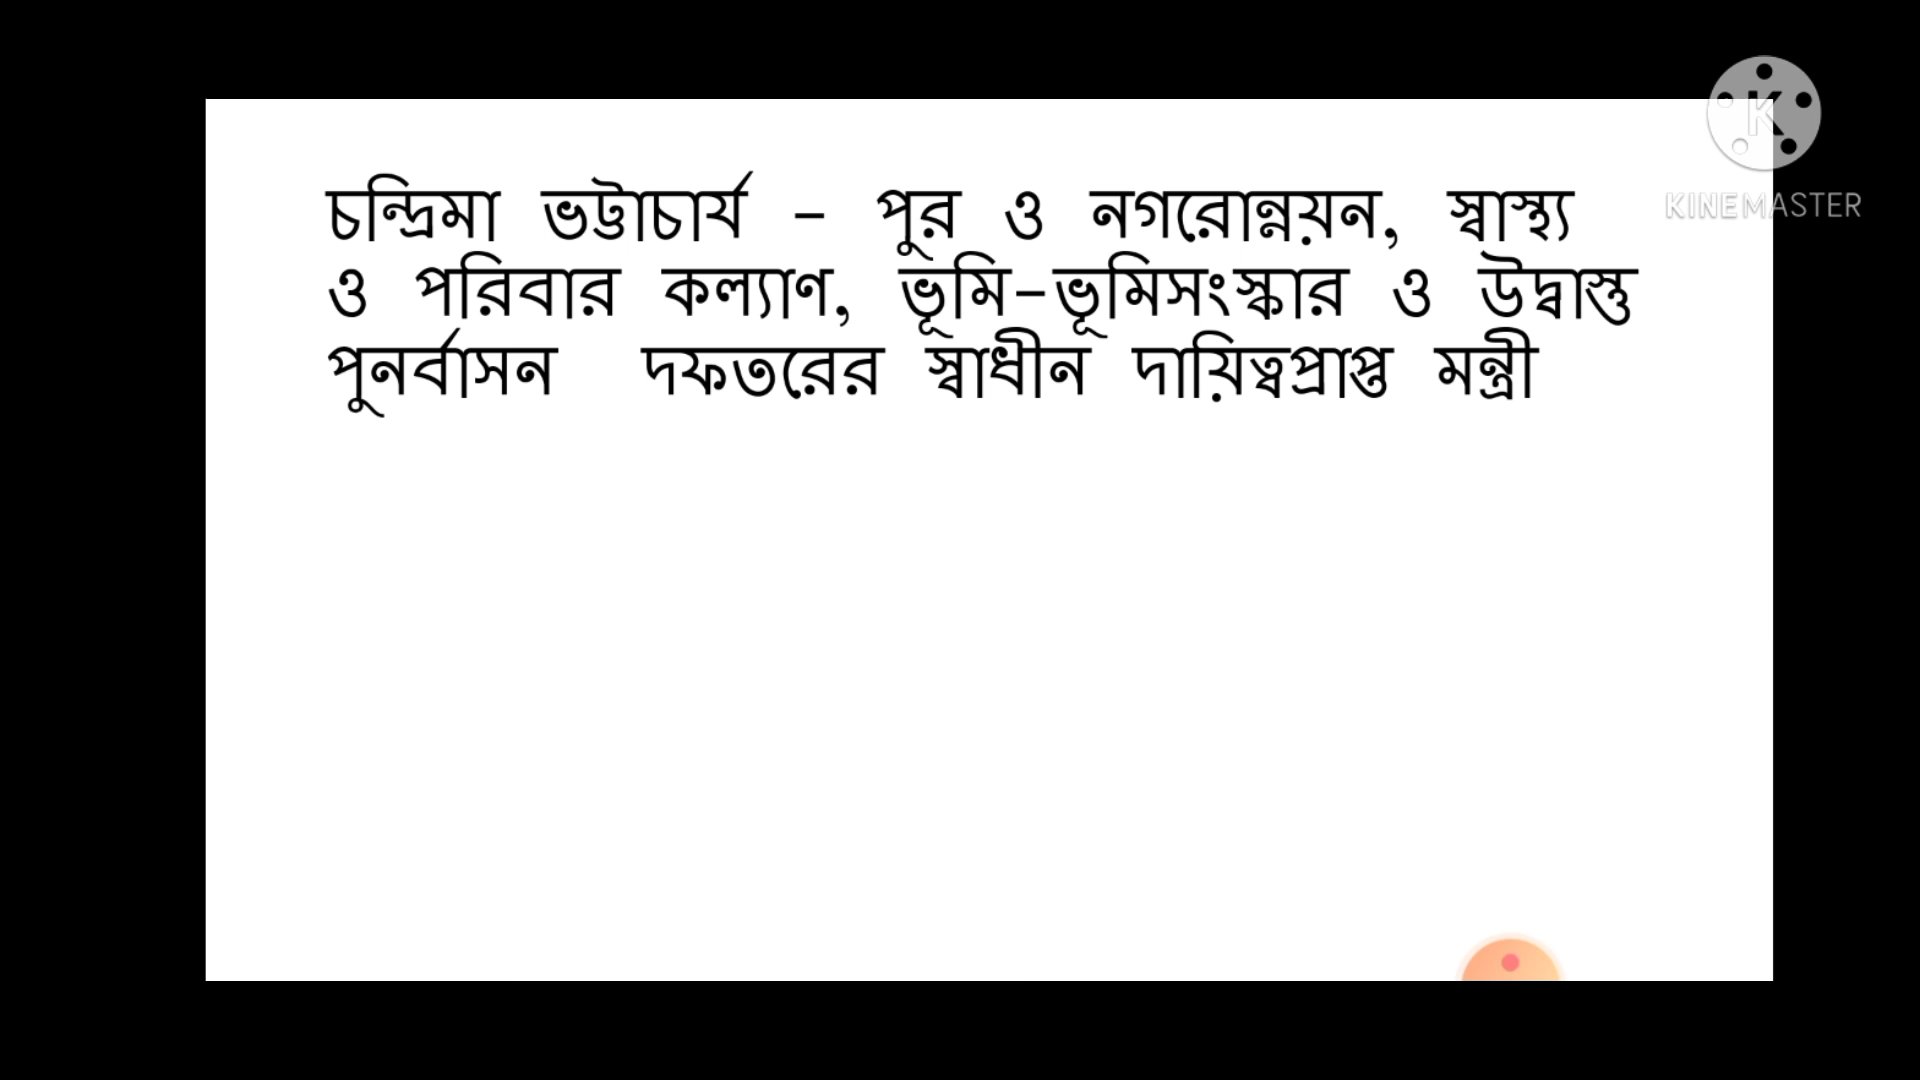 চন্দ্রিমা ভট্টাচার্য – পুর ও নগরোন্নয়ন, স্বাস্থ্য
ও পরিবার কল্যাণ, ভূমি–ভূমিসংস্কার ও উদ্বাস্তু
পুনর্বাসন দফতরের স্বাধীন দায়িত্বপ্রাপ্ত মন্ত্রী
K
KINEMASTER